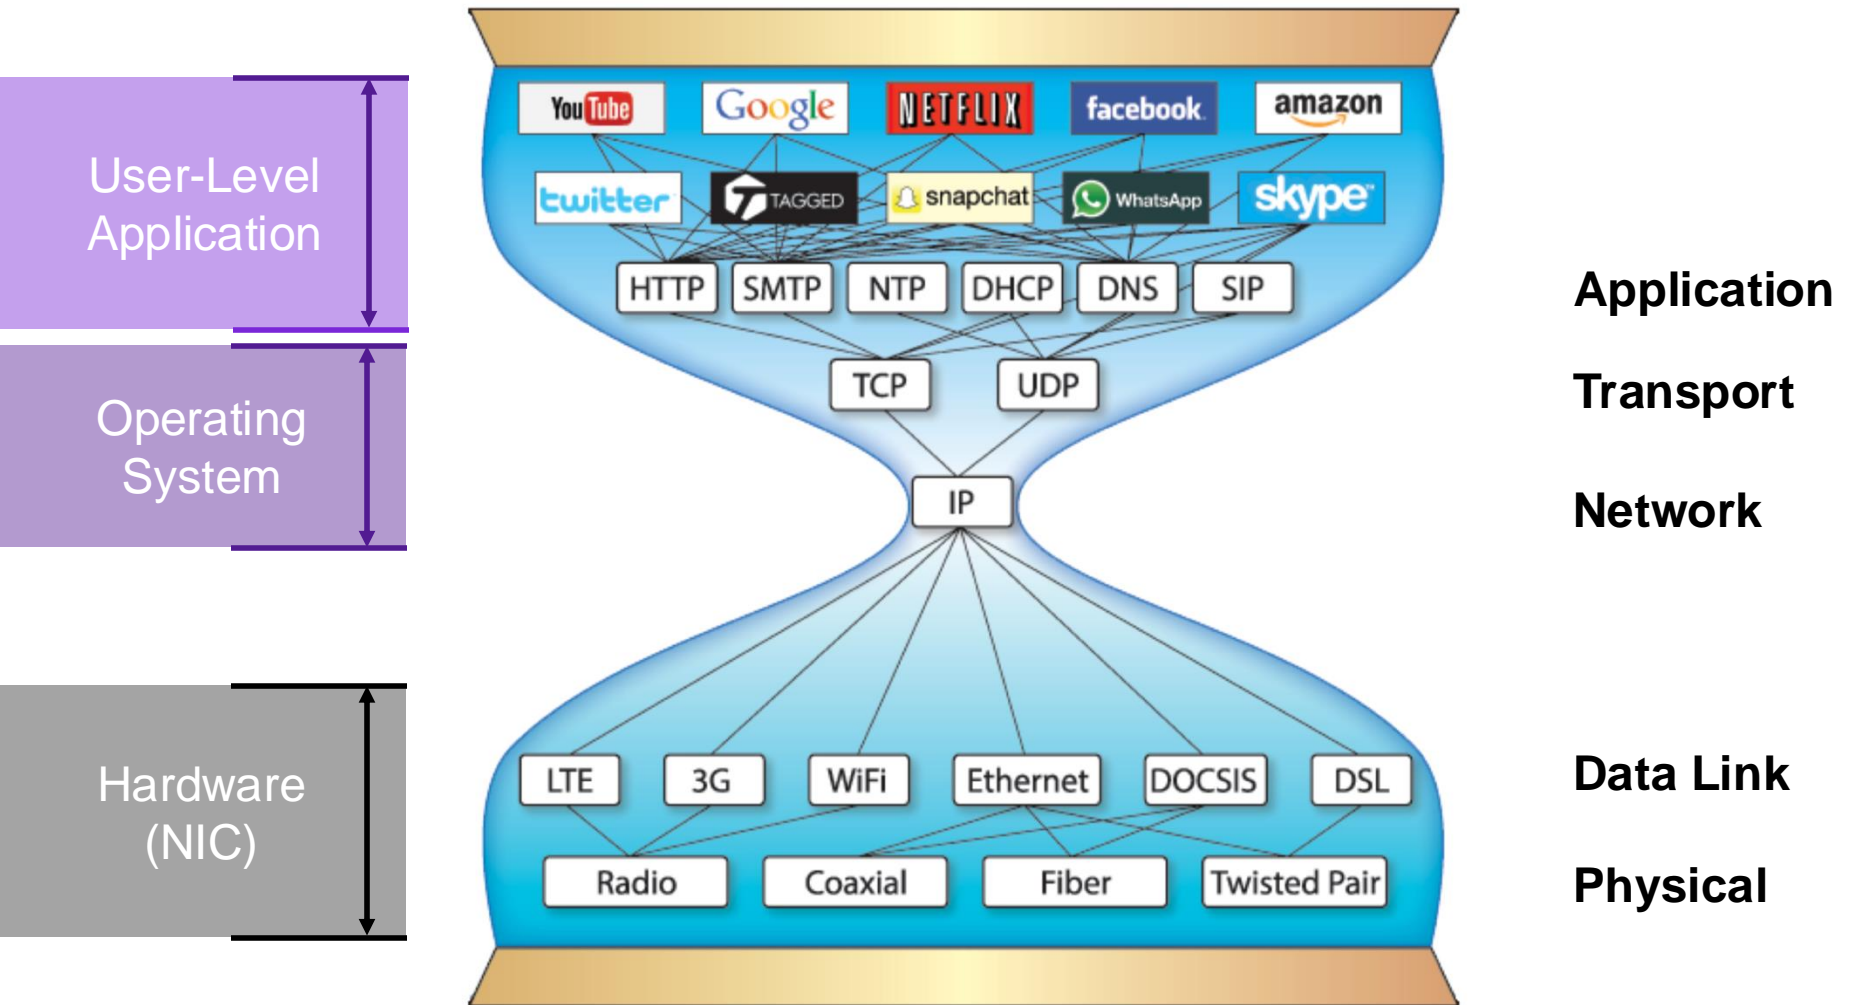 YouTube Google NETFLIX facebook. amazon
User-Level
Application
twitter TAGGED snapchat WhatsApp skype™
HTTP SMTP NTP DHCP DNS SIP
Application
TCP UDP
Transport
Operating
System
IP
Network
LTE 3G WiFi Ethernet DOCSIS DSL
Data Link
Hardware
(NIC)
Radio Coaxial Fiber Twisted Pair
Physical